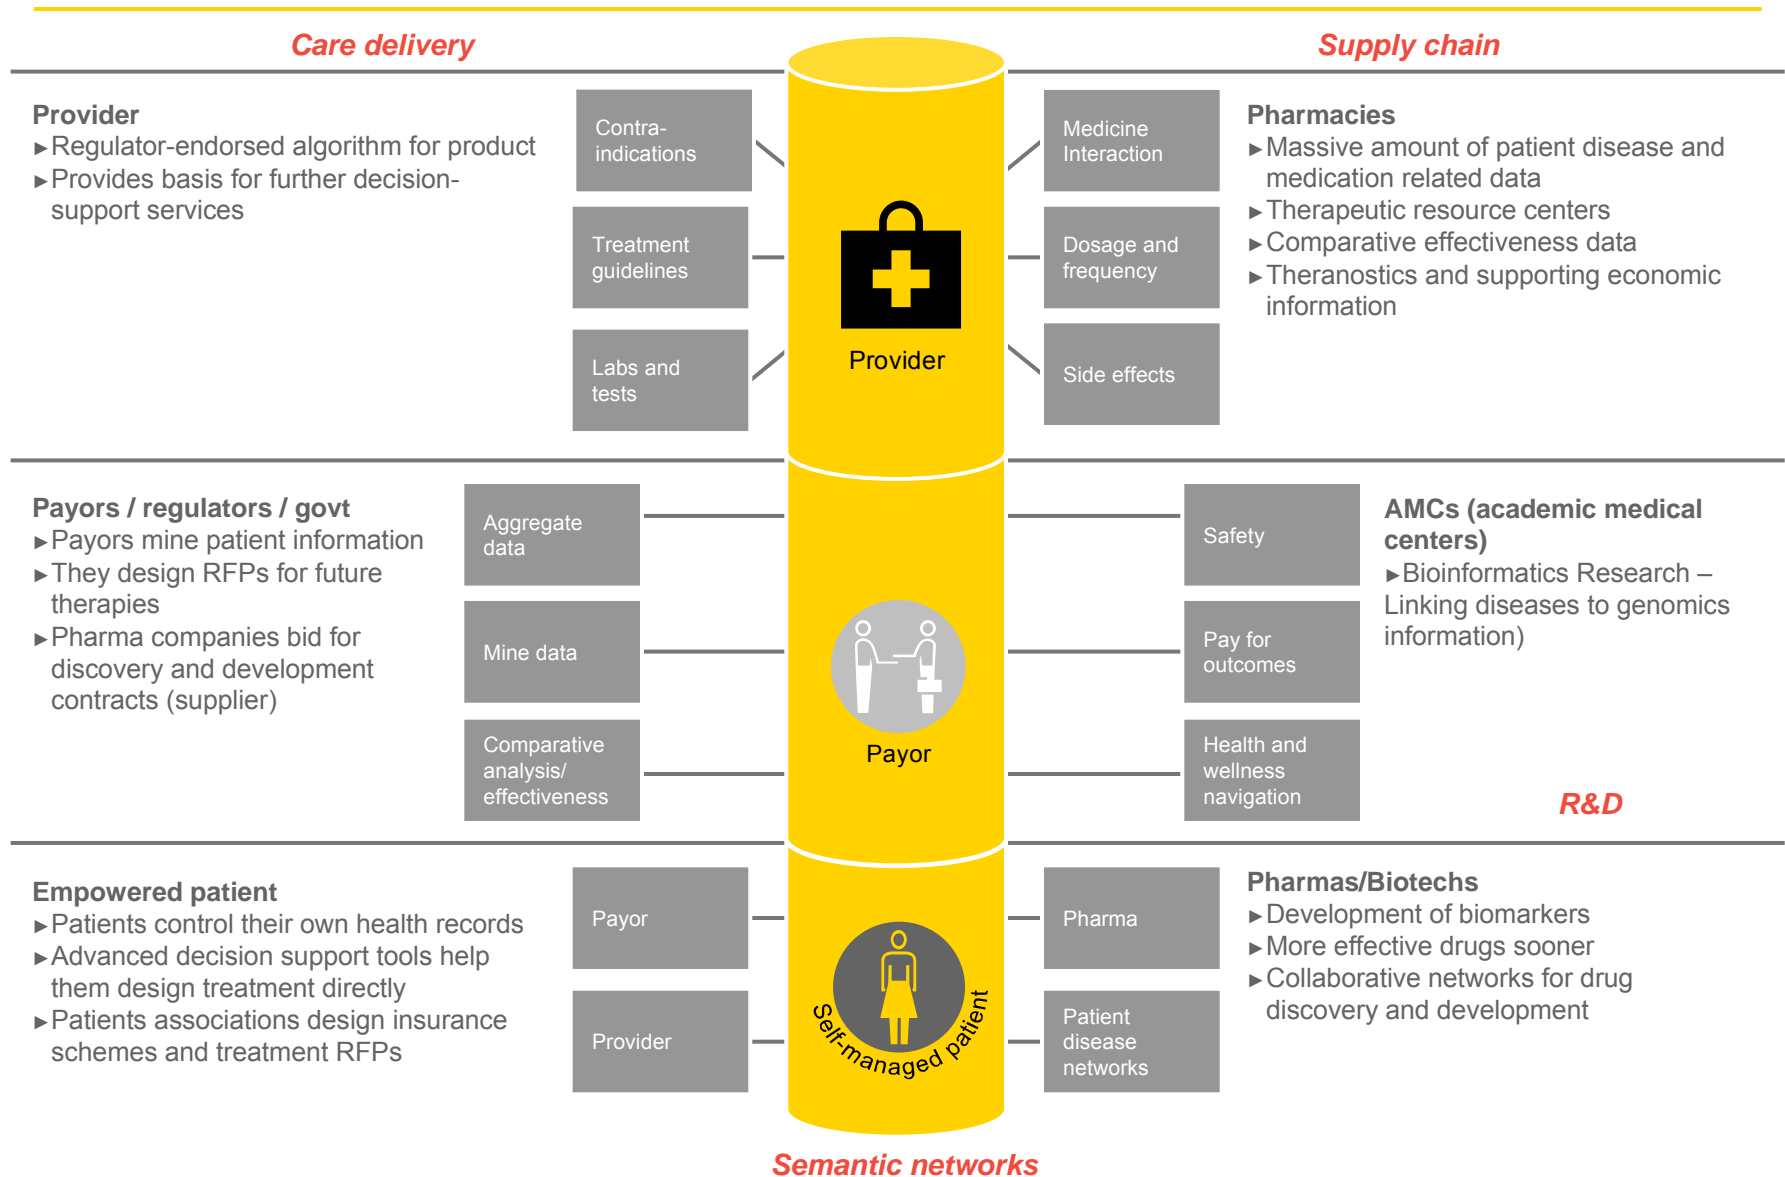 Care delivery
Supply chain
Provider
►Regulator-endorsed algorithm for product
►Provides basis for further decision-
support services
Contra-
indications
Treatment
guidelines
Labs and
tests
Provider
Medicine
Interaction
Dosage and
frequency
Side effects
Pharmacies
►Massive amount of patient disease and
medication related data
►Therapeutic resource centers
►Comparative effectiveness data
►Theranostics and supporting economic
information
Payors / regulators / govt
►Payors mine patient information
►They design RFPs for future
therapies
►Pharma companies bid for
discovery and development
contracts (supplier)
Aggregate
data
Mine data
Comparative
analysis/
effectiveness
Payor
Safety
Pay for
outcomes
Health and
wellness
navigation
AMCs (academic medical
centers)
►Bioinformatics Research –
Linking diseases to genomics
information)
R&D
Empowered patient
►Patients control their own health records
►Advanced decision support tools help
them design treatment directly
►Patients associations design insurance
schemes and treatment RFPs
Payor
Provider
Self-managed patient
Pharma
Patient
disease
networks
Pharmas/Biotechs
►Development of biomarkers
►More effective drugs sooner
►Collaborative networks for drug
discovery and development
Semantic networks